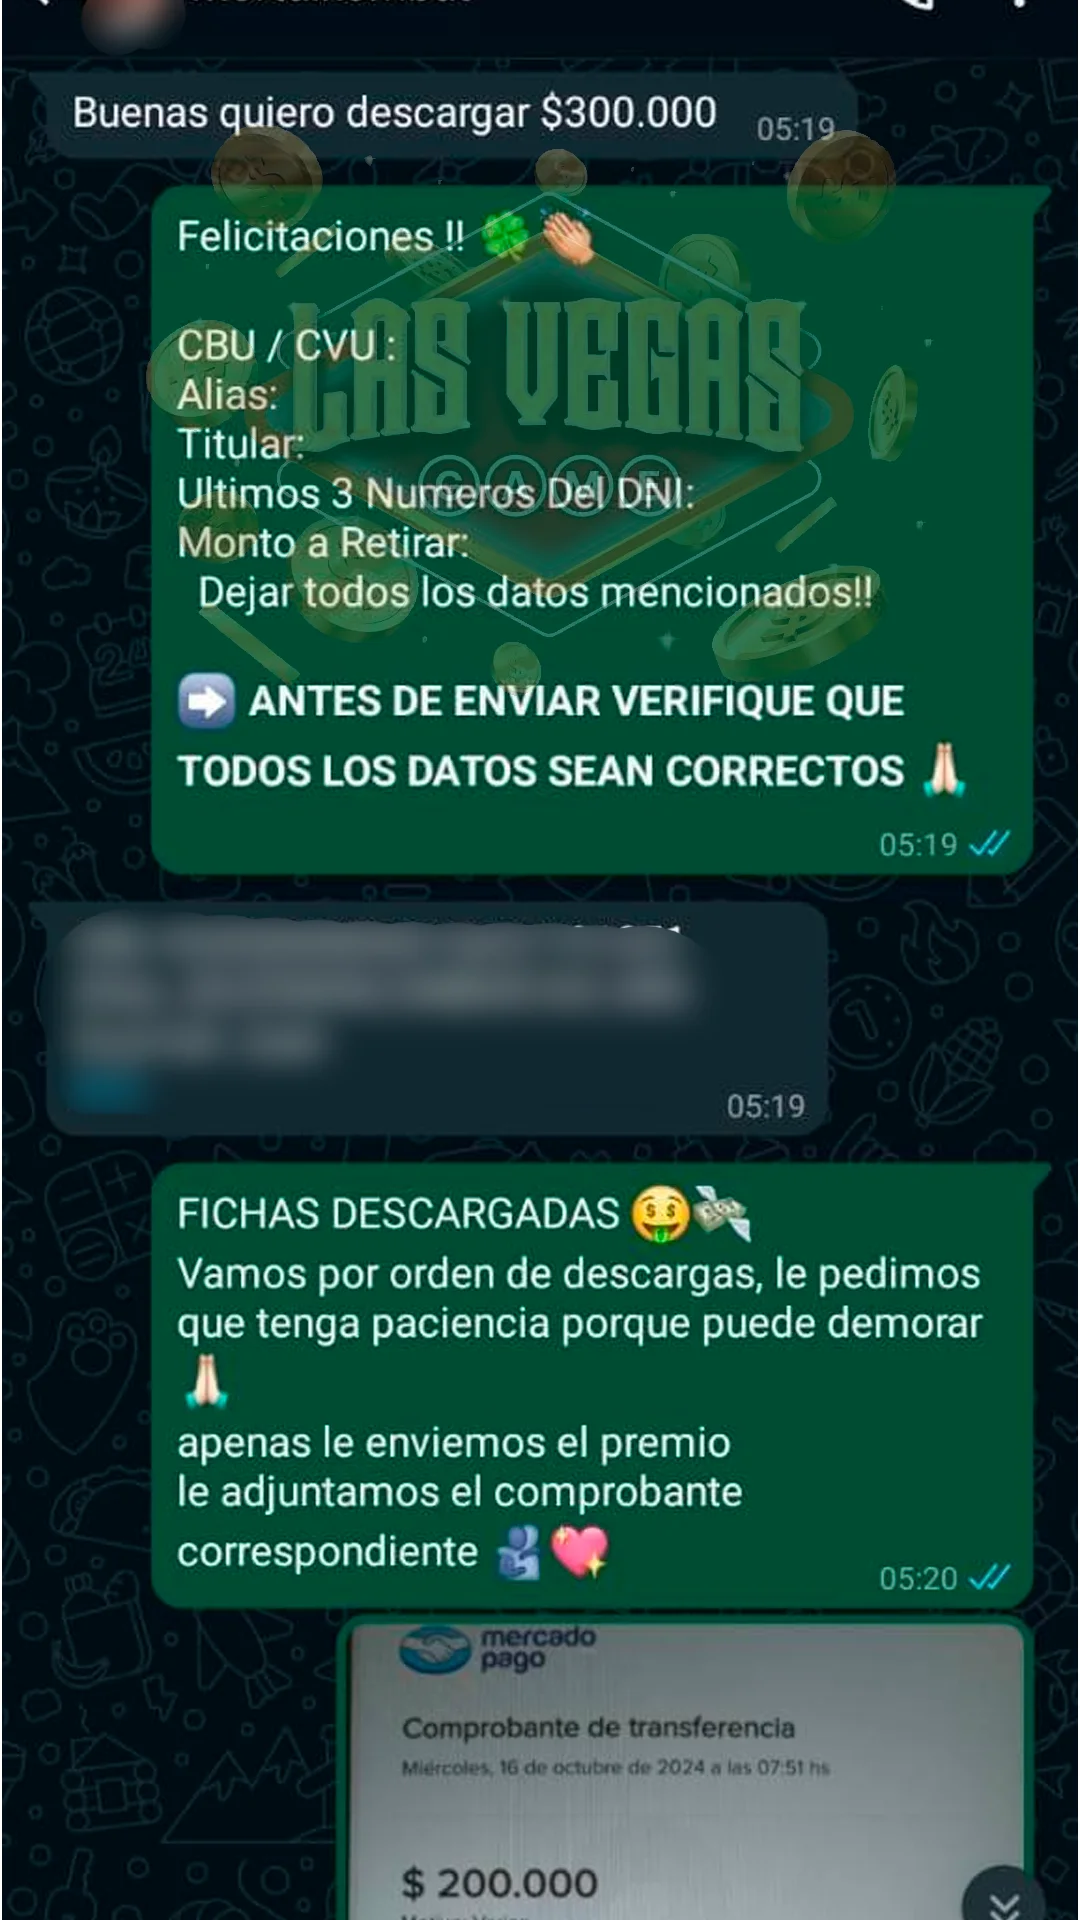 Buenas quiero descargar $300.000
05:19
Felicitaciones !! 🍀👏🏼
LAS VEGAS
GAME
CBU / CVU :
Alias:
Titular:
Ultimos 3 Numeros Del DNI:
Monto a Retirar:
Dejar todos los datos mencionados!!
➡️ ANTES DE ENVIAR VERIFIQUE QUE
TODOS LOS DATOS SEAN CORRECTOS 🙏🏻
05:19
05:19
FICHAS DESCARGADAS 🤑💸
Vamos por orden de descargas, le pedimos
que tenga paciencia porque puede demorar
🙏🏻
apenas le enviemos el premio
le adjuntamos el comprobante
correspondiente 🫂💖
05:20
mercado
pago
Comprobante de transferencia
Miércoles, 16 de octubre de 2024 a las 07:51 hs
$ 200.000